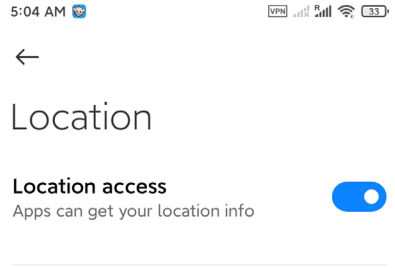 5:04 AM VPN R 33
Location
Location access
Apps can get your location info